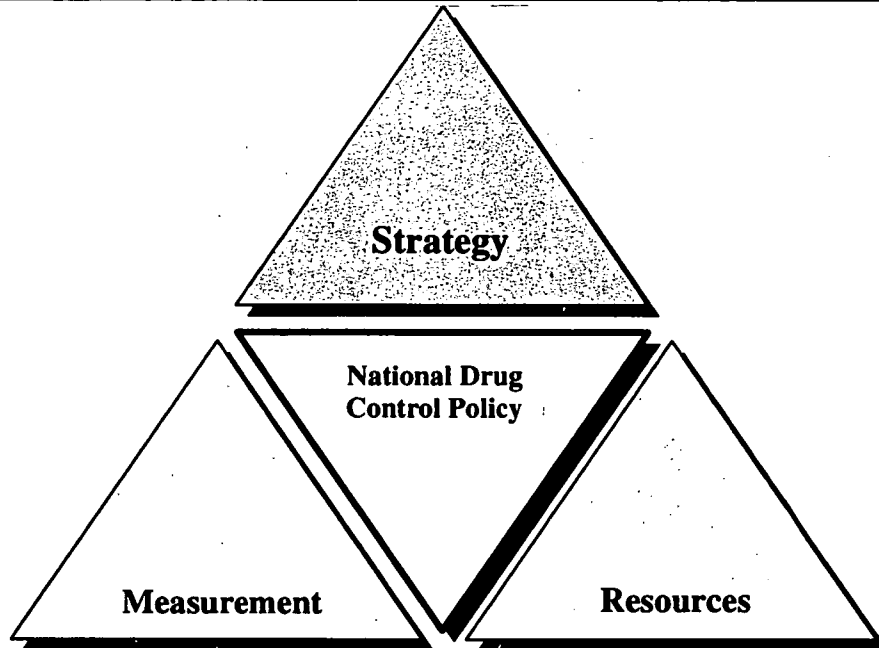 Strategy
National Drug
Control Policy
Measurement
Resources